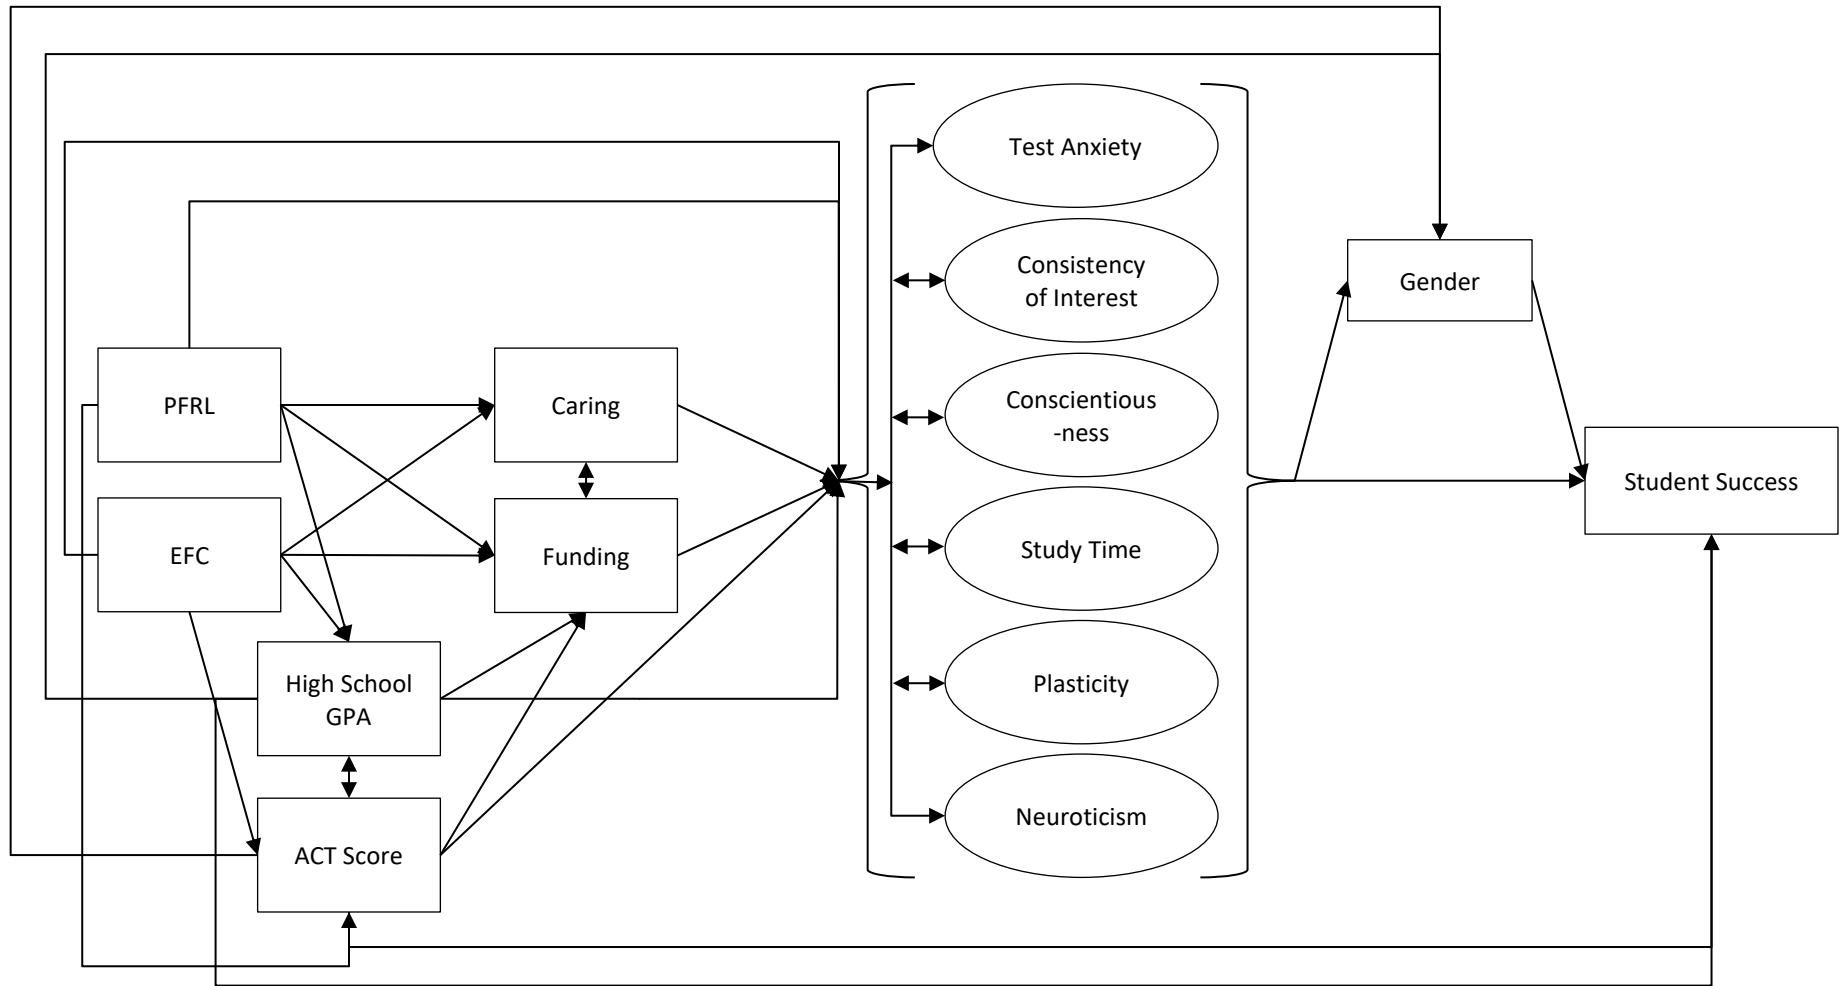 Test Anxiety
Consistency
of Interest
Gender
PFRL
Caring
Conscientious
-ness
Student Success
EFC
Funding
Study Time
High School
GPA
Plasticity
Neuroticism
ACT Score